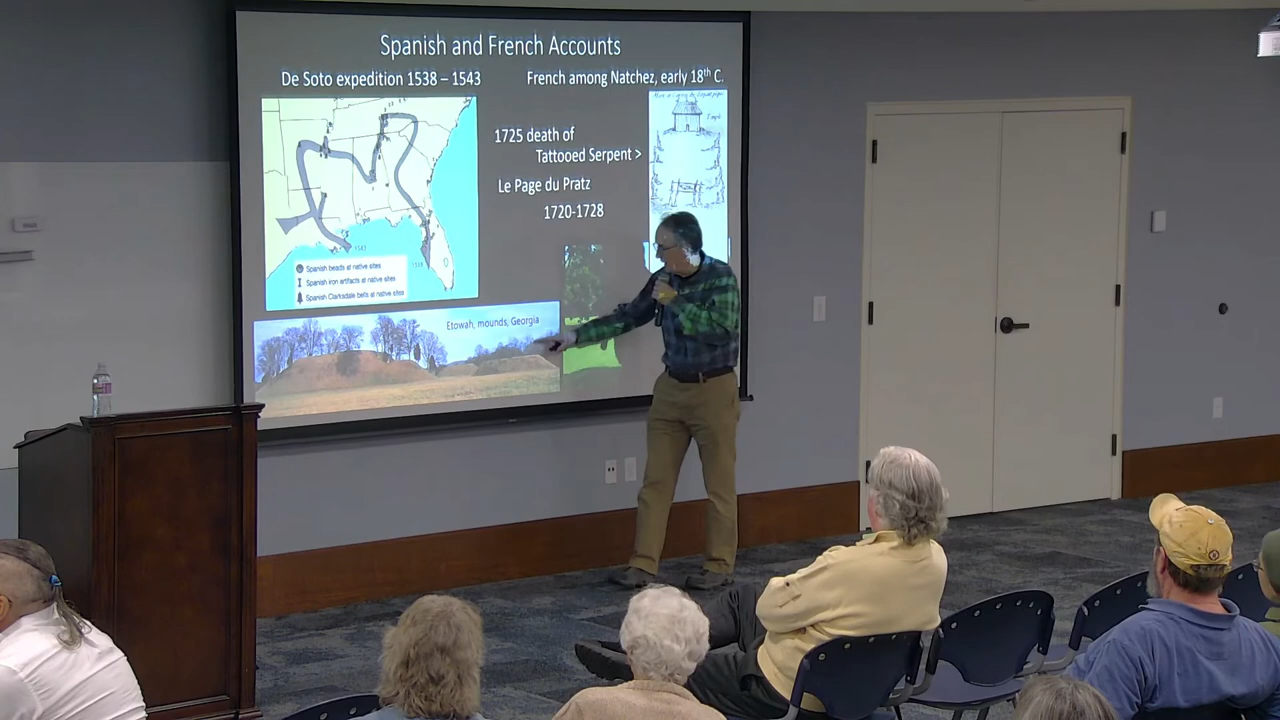 Spanish and French Accounts
De Soto expedition 1538 – 1543
French among Natchez, early 18th C.
1725 death of
Tattooed Serpent >
Le Page du Pratz
1720-1728
1543
Spanish beads at native sites
Spanish iron artifacts at native sites
Spanish Clarksdale bells at native sites
Etowah, mounds, Georgia